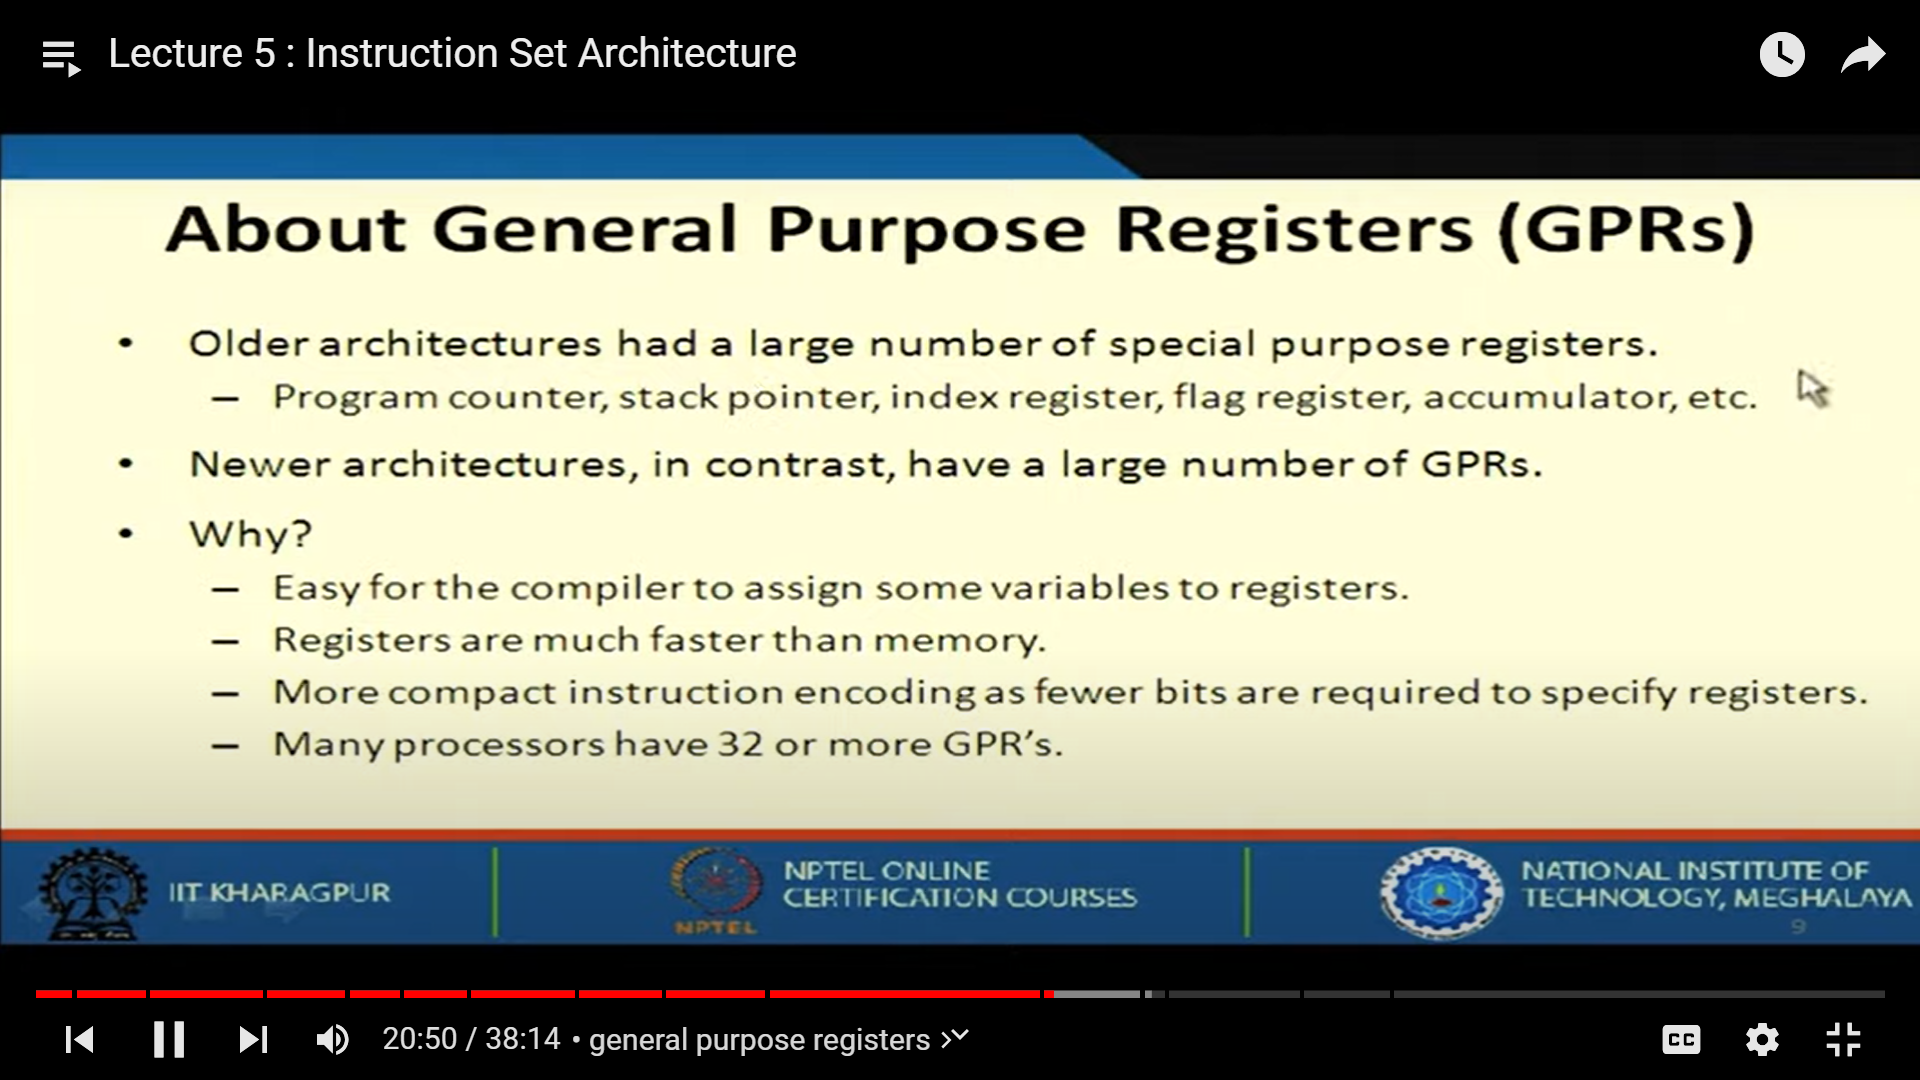 Lecture 5 : Instruction Set Architecture
About General Purpose Registers (GPRs)
• Older architectures had a large number of special purpose registers.
– Program counter, stack pointer, index register, flag register, accumulator, etc.
• Newer architectures, in contrast, have a large number of GPRs.
• Why?
– Easy for the compiler to assign some variables to registers.
– Registers are much faster than memory.
– More compact instruction encoding as fewer bits are required to specify registers.
– Many processors have 32 or more GPR’s.
IIT KHARAGPUR
NPTEL
NPTEL ONLINE
CERTIFICATION COURSES
NATIONAL INSTITUTE OF
TECHNOLOGY, MEGHALAYA
9
20:50 / 38:14 • general purpose registers
CC